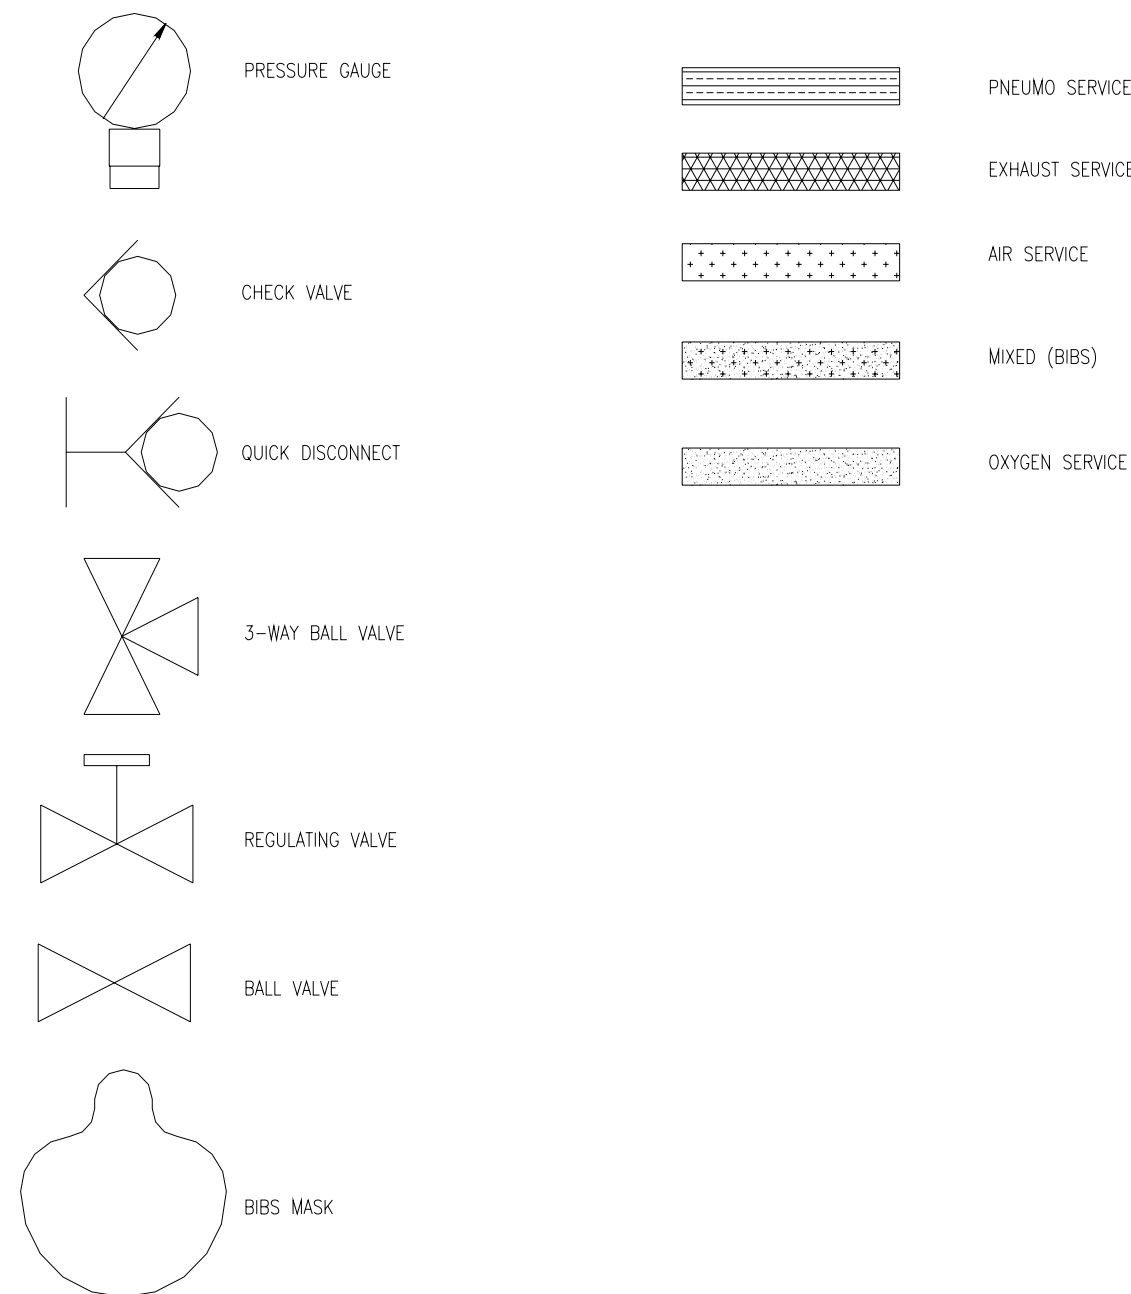 PRESSURE GAUGE
CHECK VALVE
QUICK DISCONNECT
3-WAY BALL VALVE
REGULATING VALVE
BALL VALVE
BIBS MASK
PNEUMO SERVICE
EXHAUST SERVICE
AIR SERVICE
MIXED (BIBS)
OXYGEN SERVICE